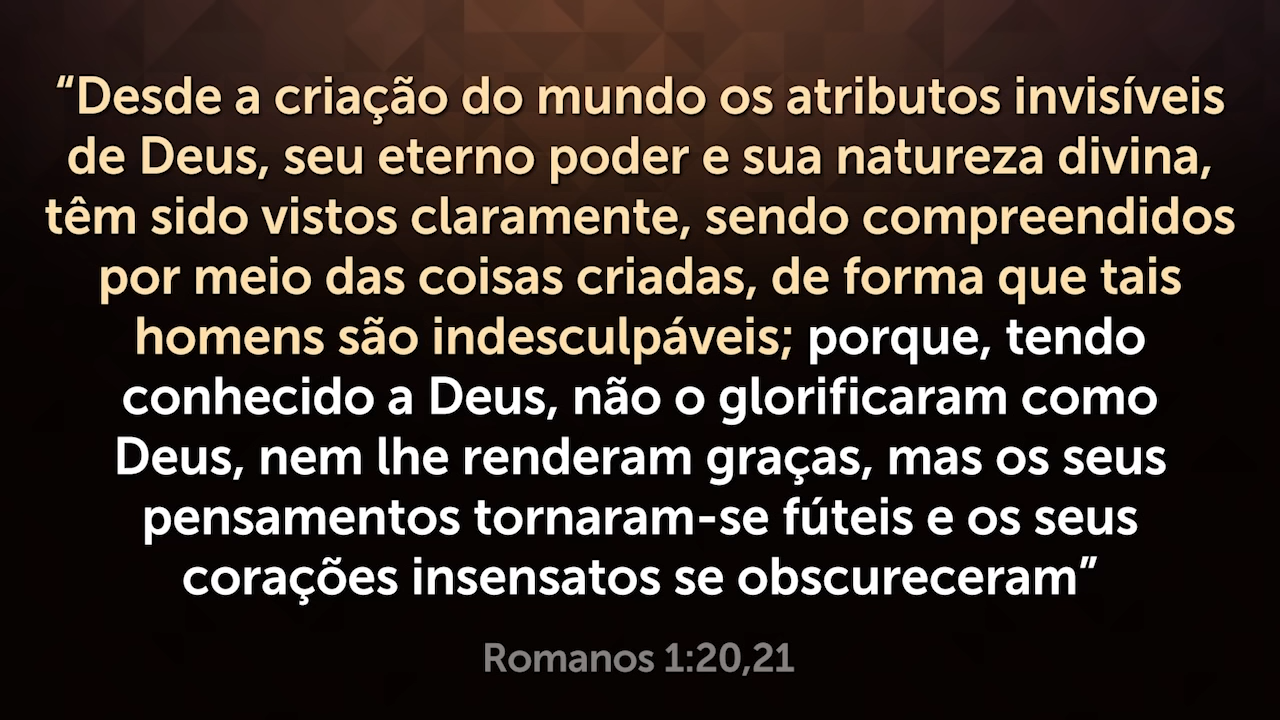 “Desde a criação do mundo os atributos invisíveis
de Deus, seu eterno poder e sua natureza divina,
têm sido vistos claramente, sendo compreendidos
por meio das coisas criadas, de forma que tais
homens são indesculpáveis; porque, tendo
conhecido a Deus, não o glorificaram como
Deus, nem lhe renderam graças, mas os seus
pensamentos tornaram-se fúteis e os seus
corações insensatos se obscureceram”
Romanos 1:20,21